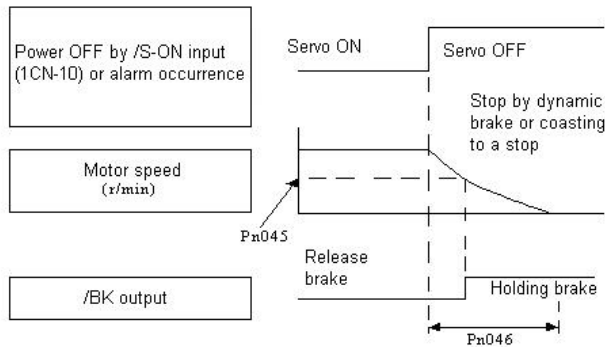 Power OFF by /S-ON input
(1CN-10) or alarm occurrence
Servo ON
Servo OFF
Stop by dynamic
brake or coasting
to a stop
Motor speed
(r/min)
Pn045
Release
brake
/BK output
Holding brake
Pn046